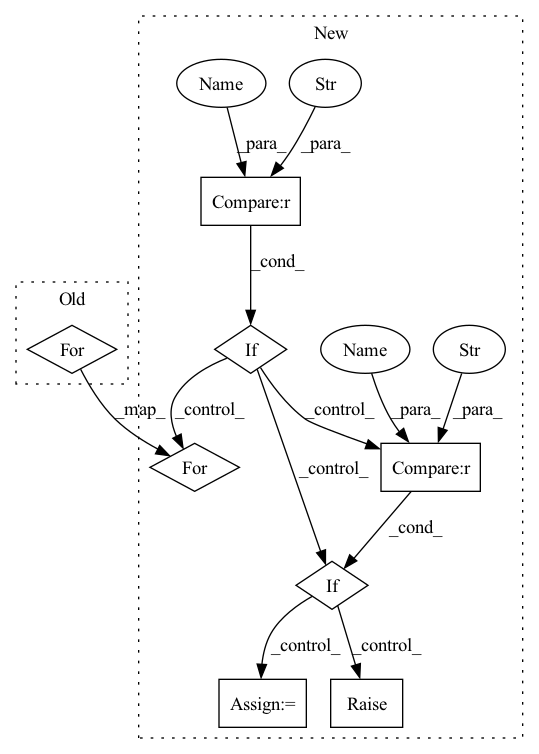 New
Name
Str
_para_
_para_
Compare:r
_cond_
Old
For
If
Name
Str
_map_
_control_
_control_
_para_
_para_
For
_control_
Compare:r
_cond_
If
_control_
_control_
Assign:=
Raise